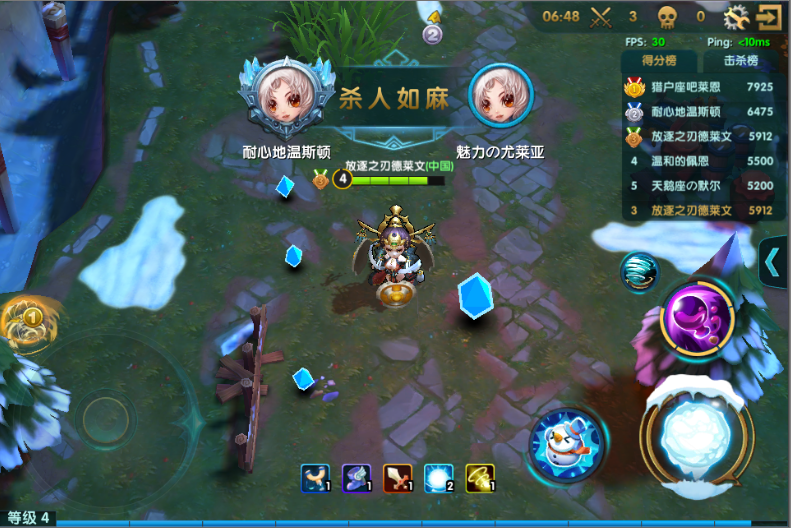 06:48 3 0
FPS: 30 Ping: <10ms
得分榜 击杀榜
1 猎户座吧莱恩 7925
2 耐心地温斯顿 6475
3 放逐之刃德莱文 5912
4 温和的佩恩 5500
5 天鹅座の默尔 5200
3 放逐之刃德莱文 5912
2
杀人如麻
耐心地温斯顿 魅力の尤莱亚
放逐之刃德莱文(中国)
3 4
1
1 1 1 2 1
等级 4